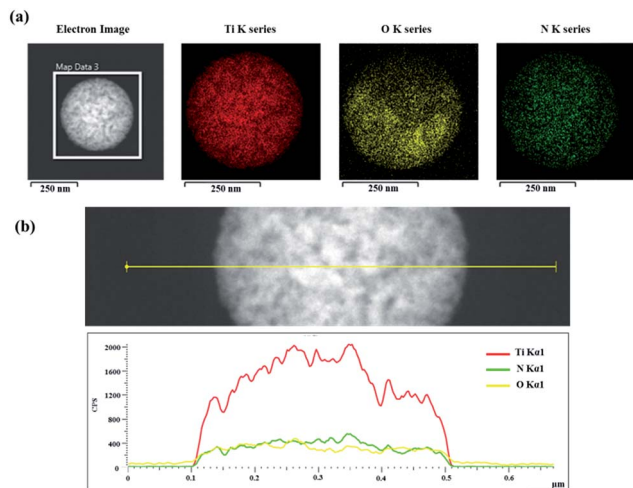 (a)
Electron Image
Ti K series
O K series
N K series
Map Data 3
250 nm
250 nm
250 nm
250 nm
(b)
2000
1600
1200
800
400
0
CPS
Ti Kα1
N Kα1
O Kα1
0
0.1
0.2
0.3
0.4
0.5
0.6
μm